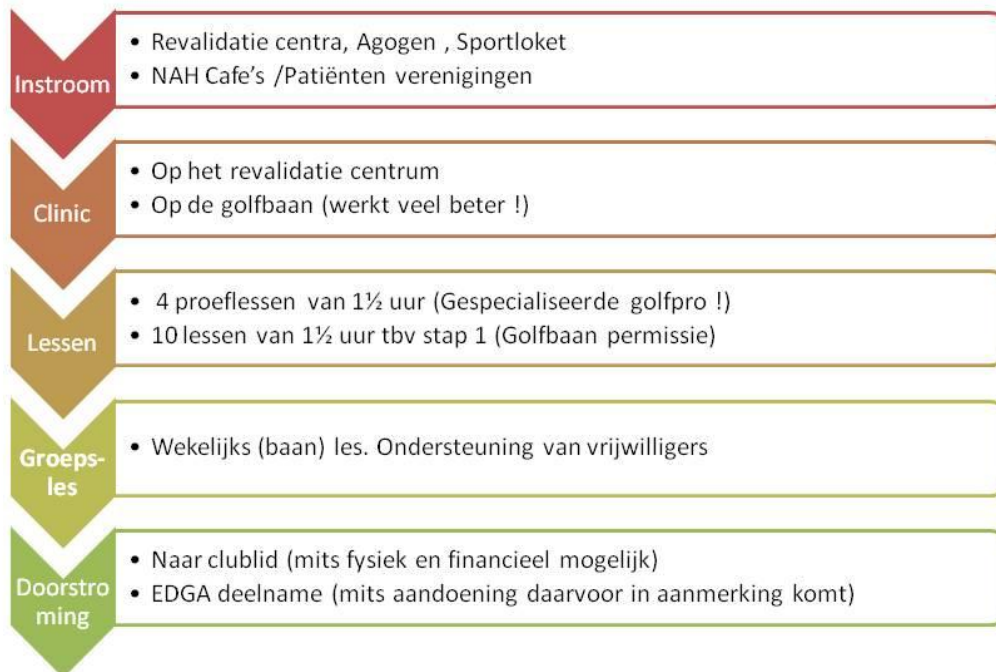 Instroom
• Revalidatie centra, Agogen , Sportloket
• NAH Cafe's /Patiënten verenigingen
Clinic
• Op het revalidatie centrum
• Op de golfbaan (werkt veel beter !)
Lessen
• 4 proeflessen van 1½ uur (Gespecialiseerde golfpro !)
• 10 lessen van 1½ uur tbv stap 1 (Golfbaan permissie)
Groeps-
les
• Wekelijks (baan) les. Ondersteuning van vrijwilligers
Doorstro
ming
• Naar clublid (mits fysiek en financieel mogelijk)
• EDGA deelname (mits aandoening daarvoor in aanmerking komt)